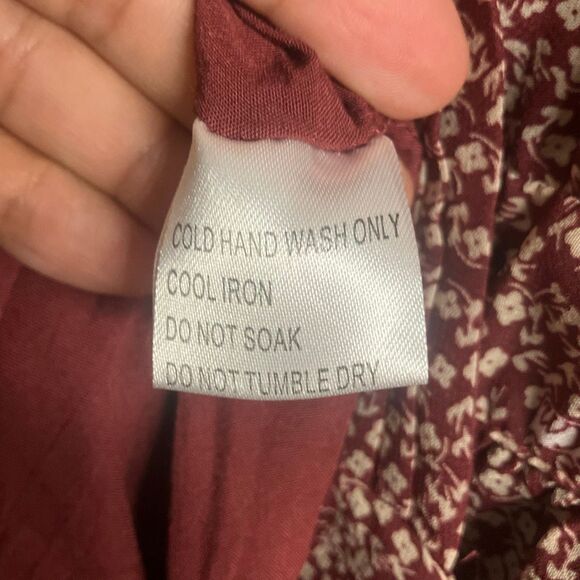 COLD HAND WASH ONLY
COOL IRON
DO NOT SOAK
DO NOT TUMBLE DRY